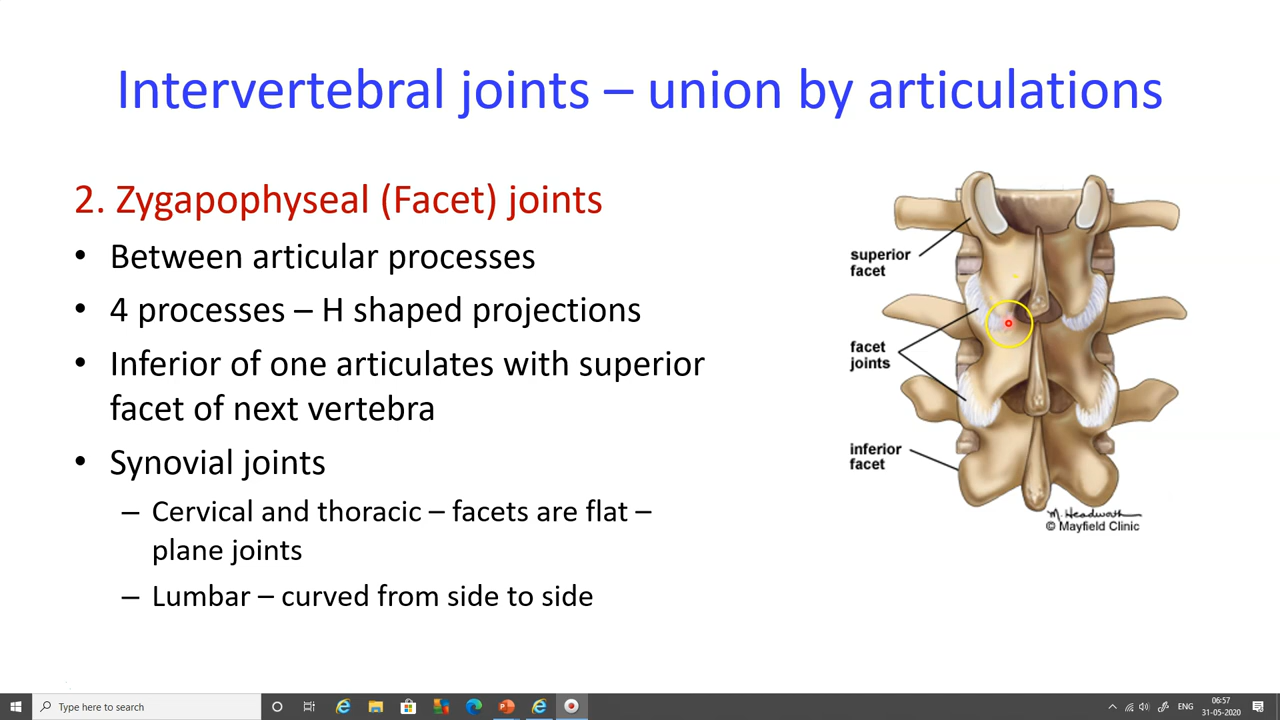 Intervertebral joints – union by articulations
2. Zygapophyseal (Facet) joints
• Between articular processes
• 4 processes – H shaped projections
• Inferior of one articulates with superior
facet of next vertebra
• Synovial joints
– Cervical and thoracic – facets are flat –
plane joints
– Lumbar – curved from side to side
superior
facet
facet
joints
inferior
facet
M. Headworth
© Mayfield Clinic
Type here to search
ENG
06:57
31-05-2020